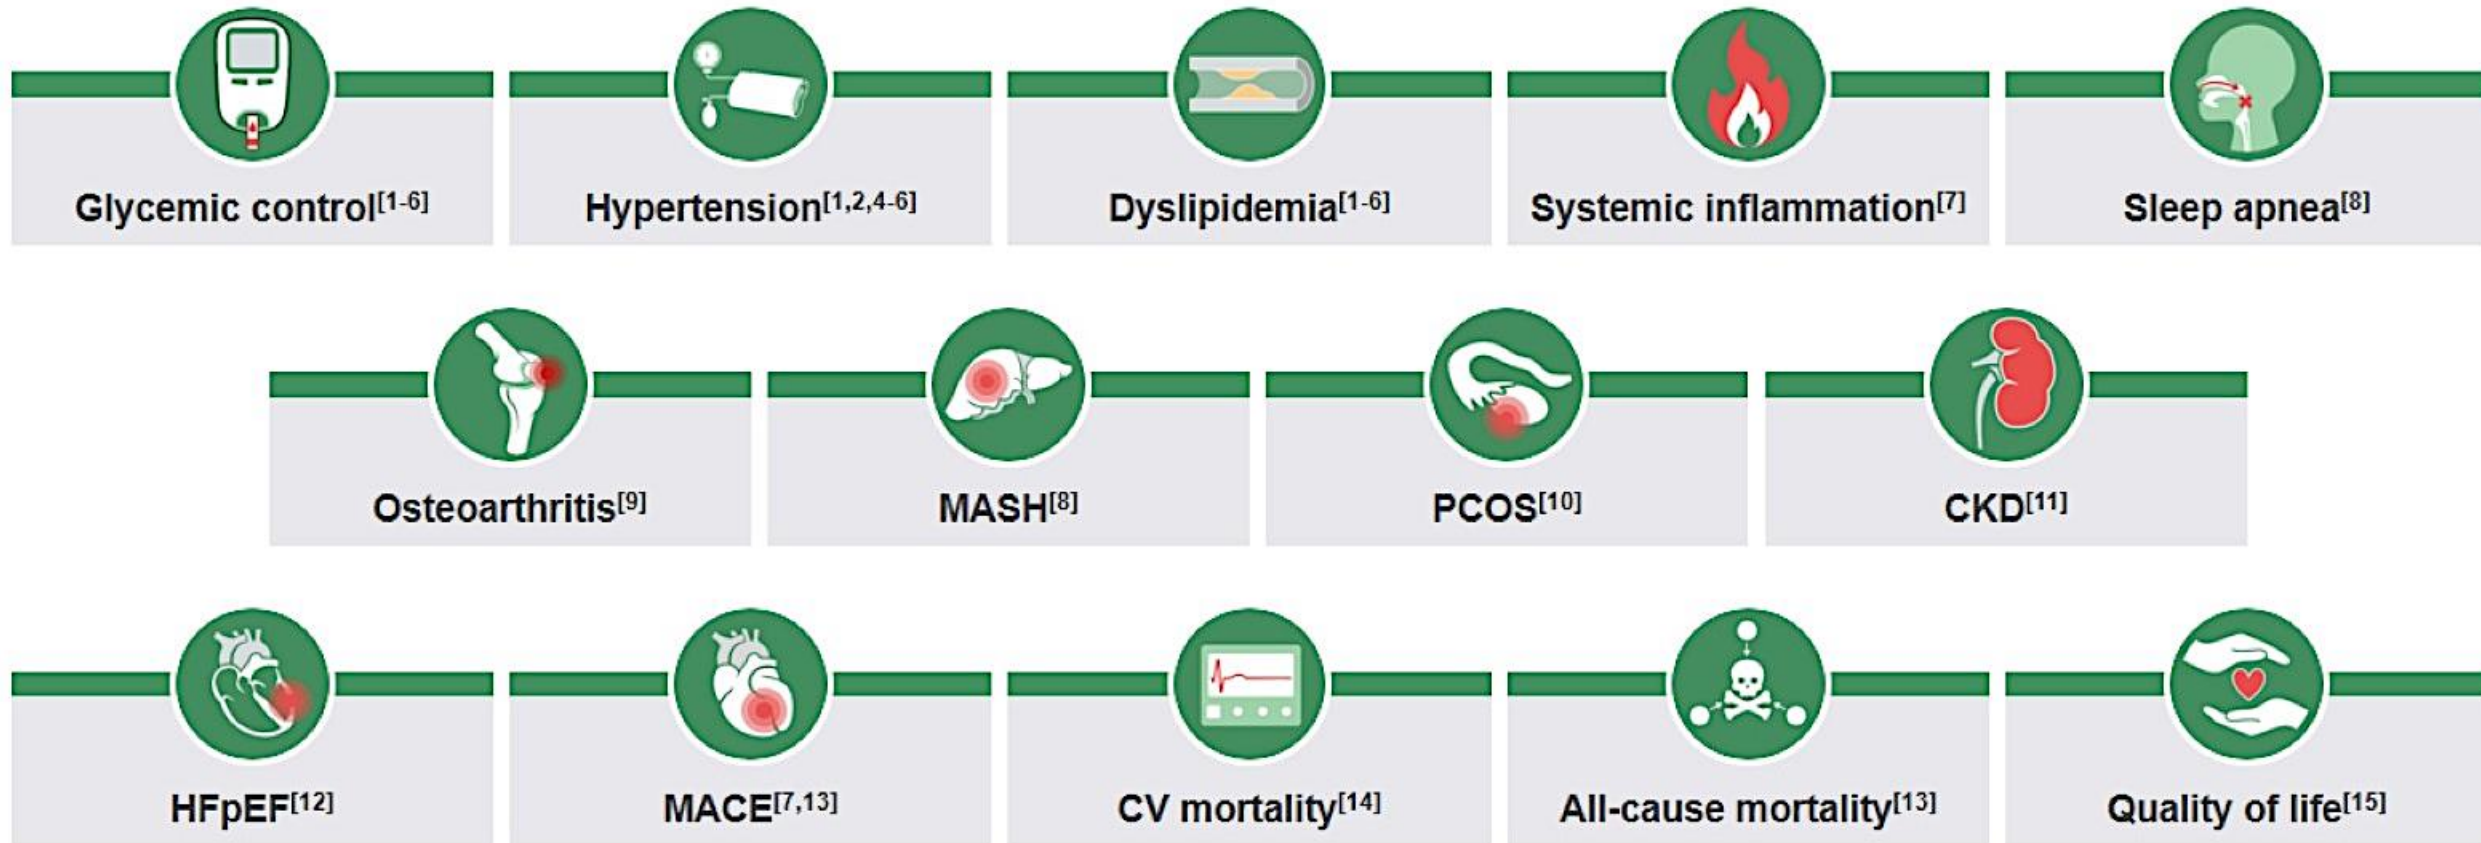 Glycemic control[1-6]
Hypertension[1,2,4-6]
Dyslipidemia[1-6]
Systemic inflammation[7]
Sleep apnea[8]
Osteoarthritis[9]
MASH[8]
PCOS[10]
CKD[11]
HFpEF[12]
MACE[7,13]
CV mortality[14]
All-cause mortality[13]
Quality of life[15]